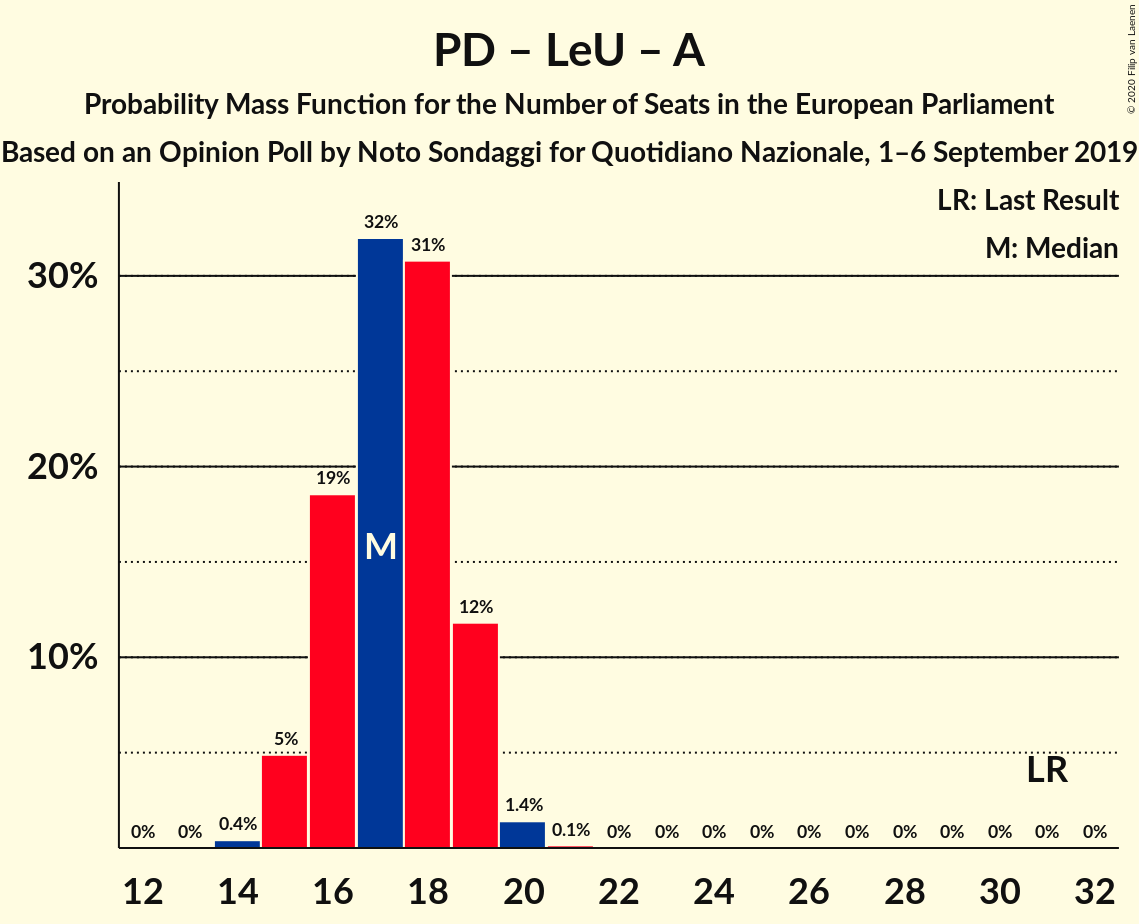 PD – LeU – A
Probability Mass Function for the Number of Seats in the European Parliament
Based on an Opinion Poll by Noto Sondaggi for Quotidiano Nazionale, 1–6 September 2019
© 2020 Filip van Laenen
LR: Last Result
M: Median
30%
20%
10%
0% 0% 0.4% 5% 19% 32% 31% 12% 1.4% 0.1% 0% 0% 0% 0% 0% 0% 0% 0% 0% 0% 0%
M
LR
12 14 16 18 20 22 24 26 28 30 32